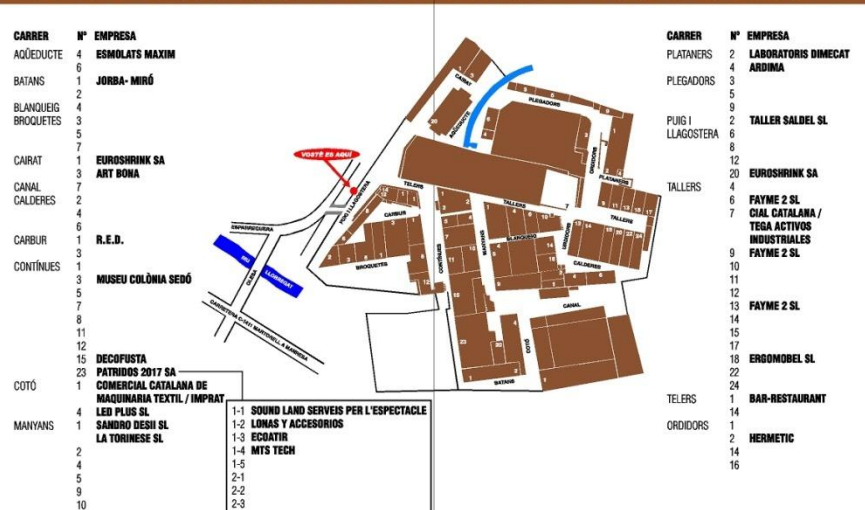 CARRER Nº EMPRESA
AQÜEDUCTE 4 ESMOLATS MAXIM
6
BATANS 1 JORBA- MIRÓ
2
BLANQUEIG 4
BROQUETES 3
5
7
CAIRAT 1 EUROSHRINK SA
3 ART BONA
CANAL 7
CALDERES 2
4
6
CARBUR 1 R.E.D.
3
CONTÍNUES 1
3 MUSEU COLÒNIA SEDÓ
5
7
8
11
12
15 DECOFUSTA
23 PATRIDOS 2017 SA
COTÓ 1 COMERCIAL CATALANA DE
MAQUINARIA TEXTIL / IMPRAT
4 LED PLUS SL
MANYANS 1 SANDRO DESII SL
LA TORINESE SL
2
4
5
9
10
1-1 SOUND LAND SERVEIS PER L'ESPECTACLE
1-2 LONAS Y ACCESORIOS
1-3 ECOATIR
1-4 MTS TECH
1-5
2-1
2-2
2-3
VOSTÈ ÉS AQUÍ
CAIRAT
AQÜEDUCTE
PLEGADORS
ORDIDORS
PLATANERS
TELERS
TALLERS
TALLERS
PUIG I LLAGOSTERA
CARBUR
BROQUETES
CONTÍNUES
MANYANS
BLANQUEIG
ORDIDORS
CALDERES
CANAL
COTÓ
BATANS
ESPARREGUERA
OLESA
RIU
LLOBREGAT
CARRETERA C-1411 MARTORELL A MANRESA
CARRER Nº EMPRESA
PLATANERS 2 LABORATORIS DIMECAT
4 ARDIMA
PLEGADORS 3
5
9
PUIG I 2 TALLER SALDEL SL
LLAGOSTERA 6
8
12
20 EUROSHRINK SA
TALLERS 4
6 FAYME 2 SL
7 CIAL CATALANA /
TEGA ACTIVOS
INDUSTRIALES
9 FAYME 2 SL
10
11
12
13 FAYME 2 SL
14
15
17
18 ERGOMOBEL SL
22
24
TELERS 1 BAR-RESTAURANT
14
ORDIDORS 1
2 HERMETIC
14
16